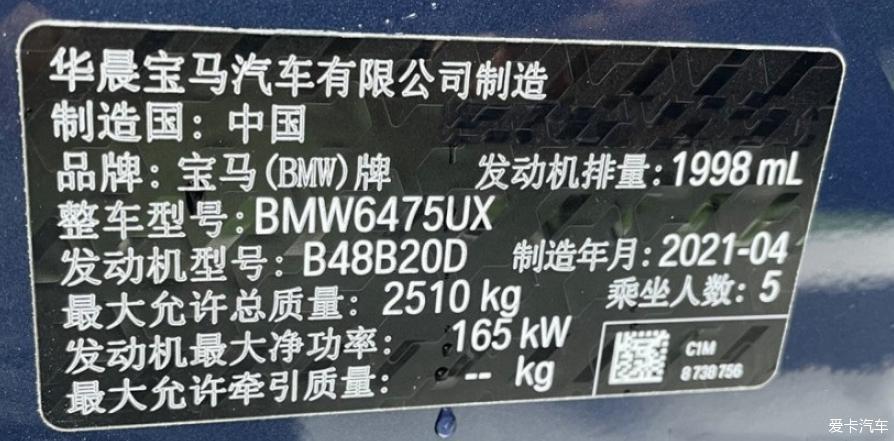 华晨宝马汽车有限公司制造
制造国：中国
品牌：宝马(BMW)牌 发动机排量：1998 mL
整车型号：BMW6475UX
发动机型号：B48B20D 制造年月：2021-04
最大允许总质量：2510 kg 乘坐人数：5
发动机最大净功率：165 kW
最大允许牵引质量：-- kg
C1M
8 738 756
爱卡汽车